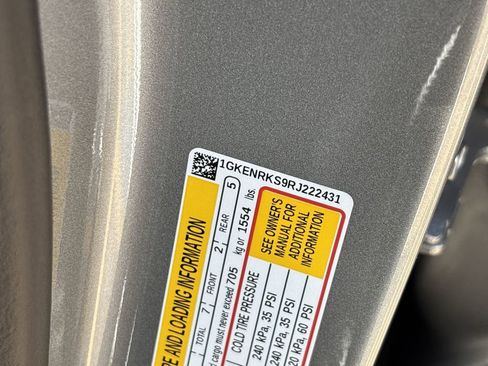 1GKENRKS9RJ222431
E AND LOADING INFORMATION
TOTAL 7 FRONT 2 REAR 5
d cargo must never exceed 705 kg or 1554 lbs.
COLD TIRE PRESSURE
240 kPa, 35 PSI
240 kPa, 35 PSI
20 kPa, 60 PSI
SEE OWNER'S
MANUAL FOR
ADDITIONAL
INFORMATION